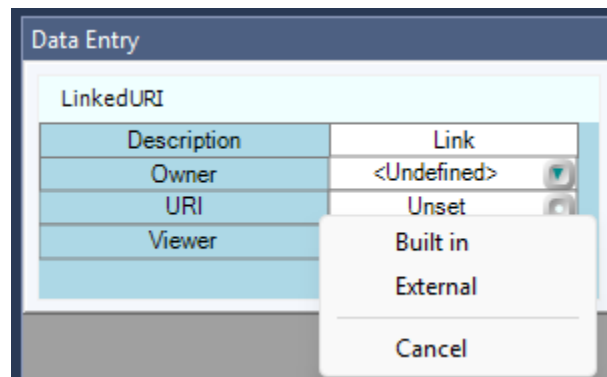 Data Entry
LinkedURI
Description Link
Owner <Undefined>
URI Unset
Viewer
Built in
External
Cancel